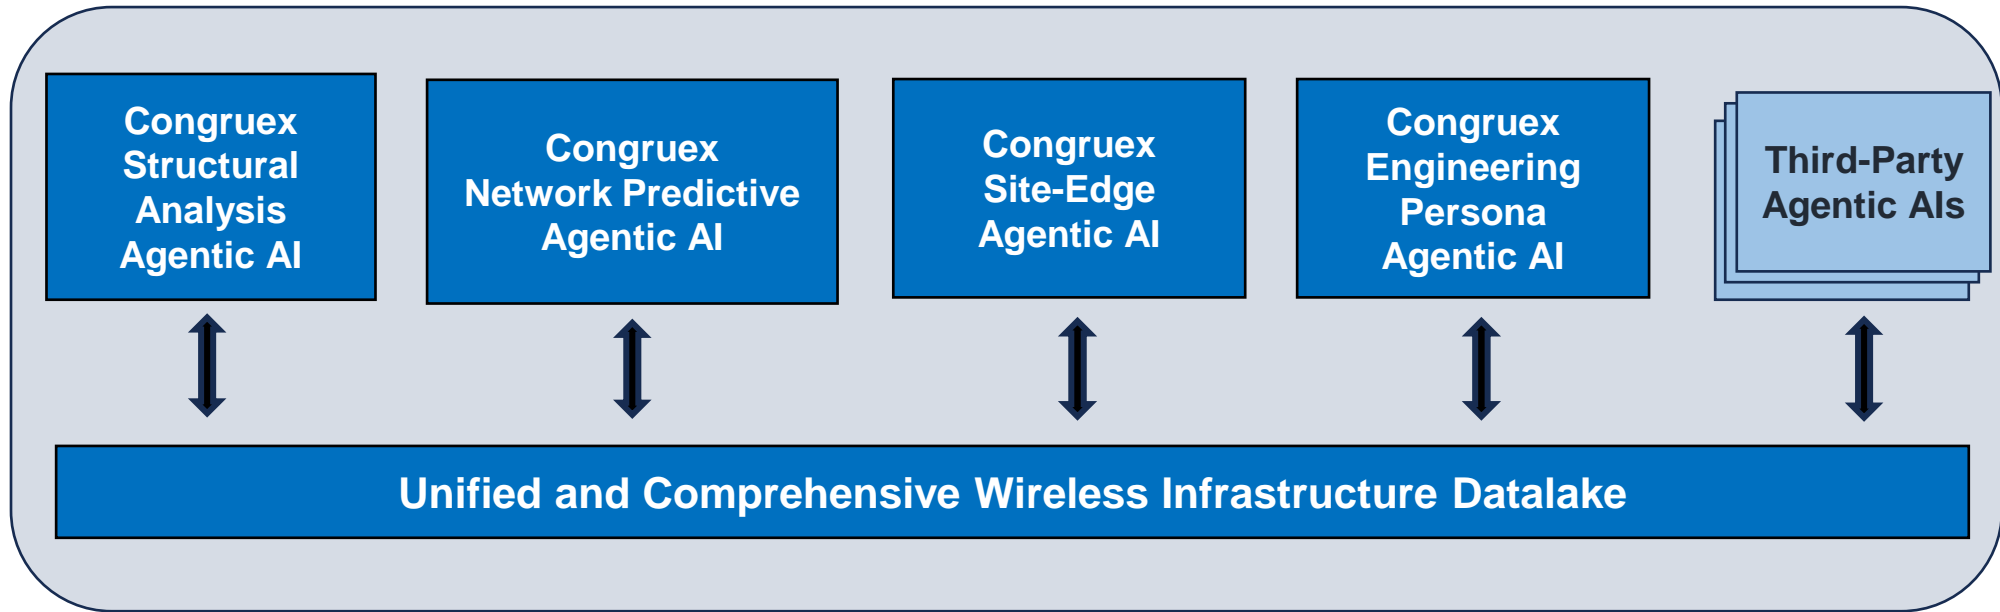 Congruex
Structural
Analysis
Agentic AI
Congruex
Network Predictive
Agentic AI
Congruex
Site-Edge
Agentic AI
Congruex
Engineering
Persona
Agentic AI
Third-Party
Agentic AIs
Unified and Comprehensive Wireless Infrastructure Datalake